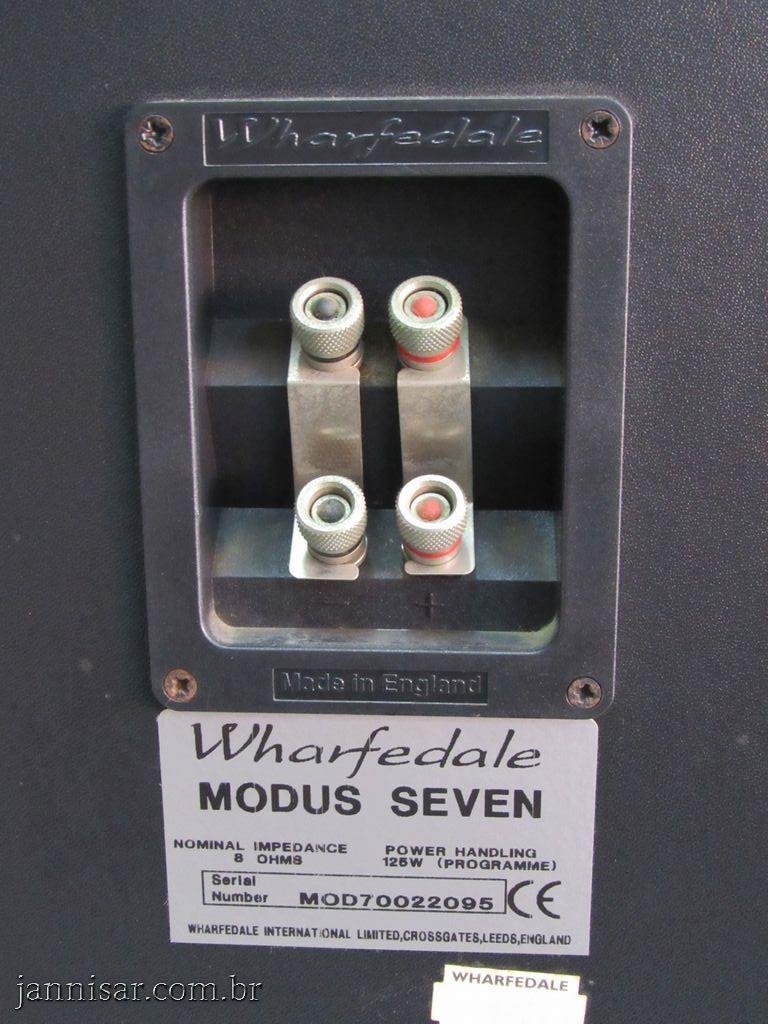 Wharfedale
- +
Made in England
Wharfedale
MODUS SEVEN
NOMINAL IMPEDANCE
8 OHMS
POWER HANDLING
125W (PROGRAMME)
Serial
Number MOD70022095 CE
WHARFEDALE INTERNATIONAL LIMITED,CROSSGATES,LEEDS,ENGLAND
WHARFEDALE
jannisar.com.br